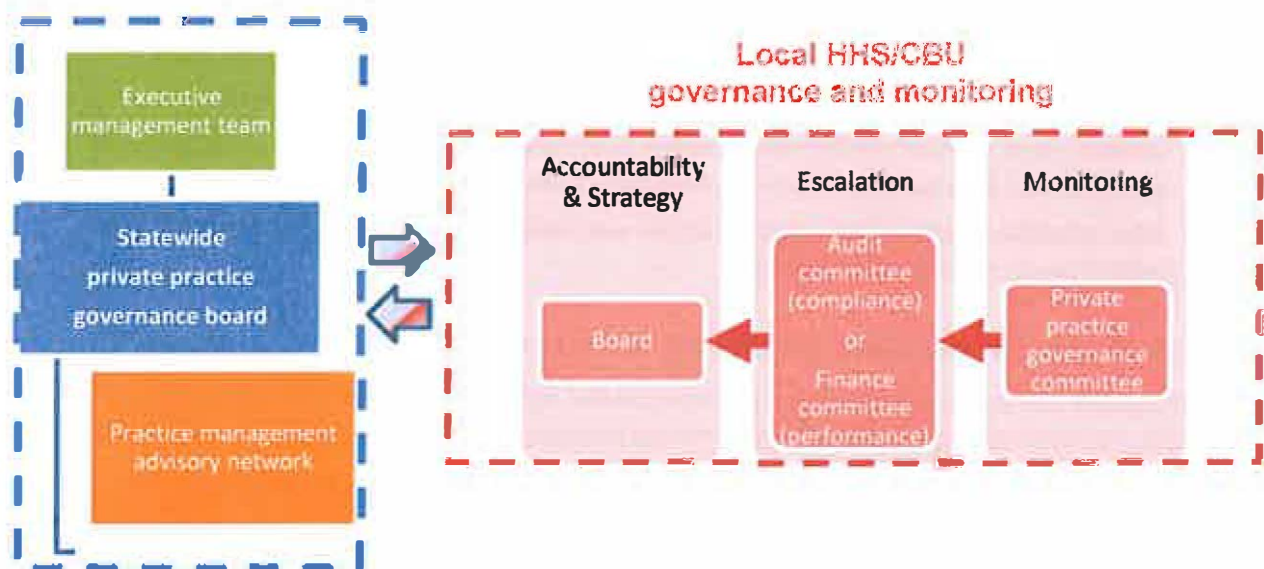 Executive
management team
Statewide
private practice
governance board
Practice management
advisory network
Local HHS/CBU
governance and monitoring
Accountability
& Strategy
Board
Escalation
Audit
committee
(compliance)
or
Finance
committee
(performance)
Monitoring
Private
practice
governance
committee